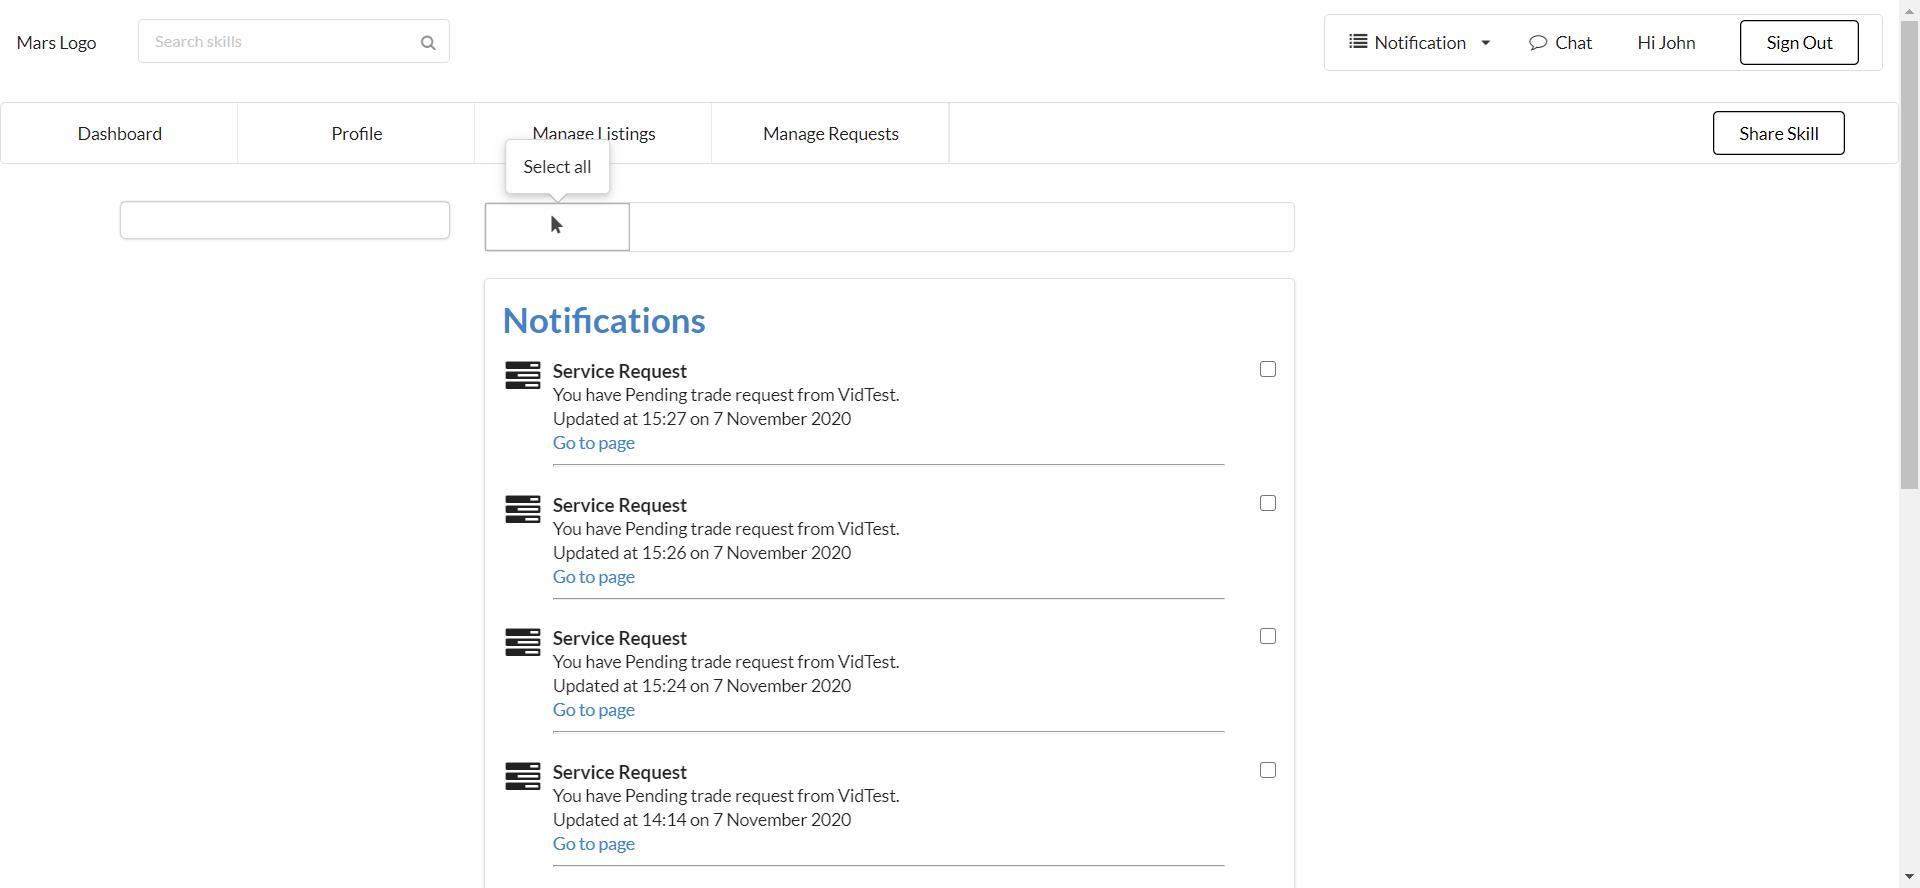 Mars Logo
Search skills
Notification
Chat
Hi John
Sign Out
Dashboard
Profile
Manage Listings
Manage Requests
Share Skill
Select all
Notifications
Service Request
You have Pending trade request from VidTest.
Updated at 15:27 on 7 November 2020
Go to page
Service Request
You have Pending trade request from VidTest.
Updated at 15:26 on 7 November 2020
Go to page
Service Request
You have Pending trade request from VidTest.
Updated at 15:24 on 7 November 2020
Go to page
Service Request
You have Pending trade request from VidTest.
Updated at 14:14 on 7 November 2020
Go to page